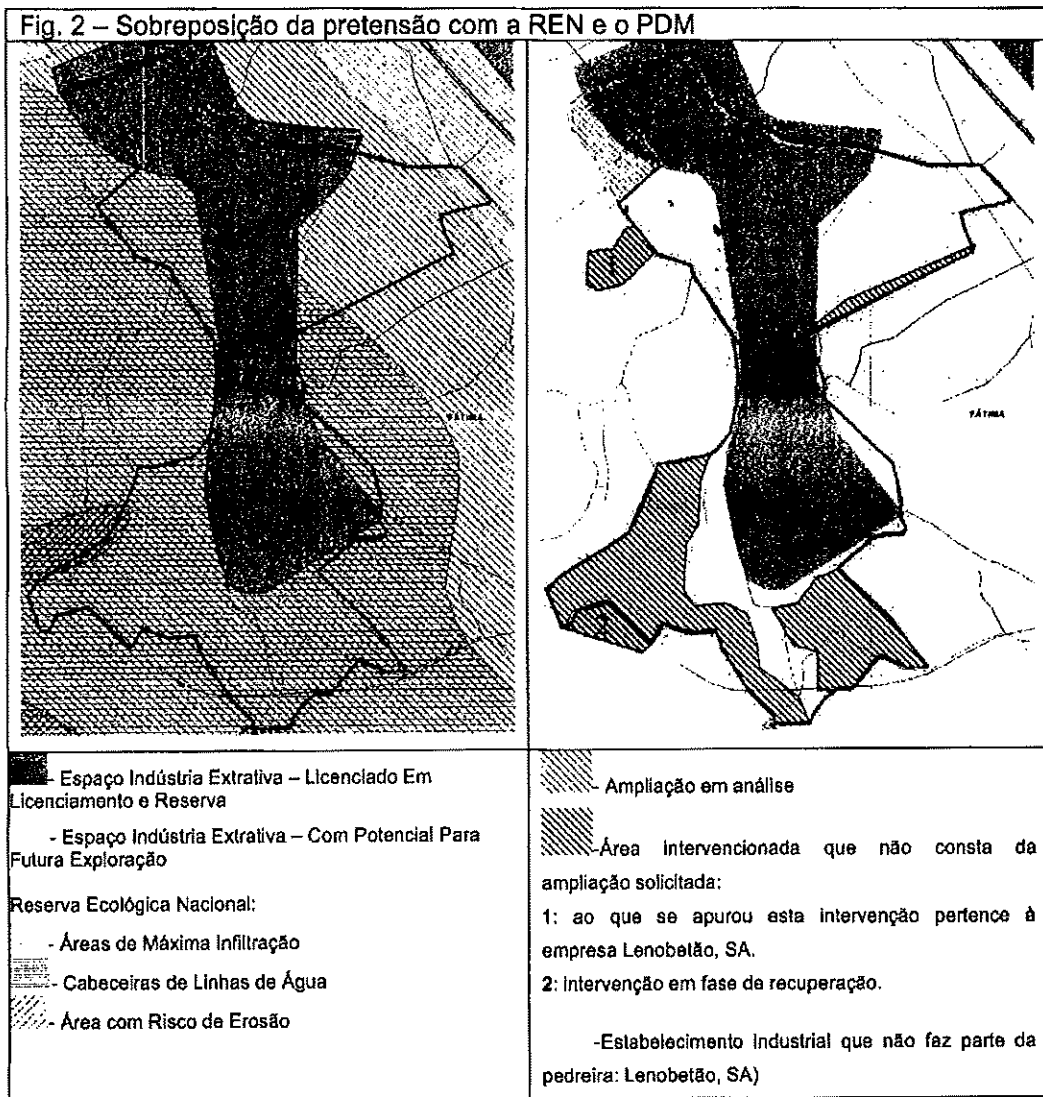 Fig. 2 – Sobreposição da pretensão com a REN e o PDM
FÁTIMA
FÁTIMA
- Espaço Indústria Extrativa – Licenciado Em
Licenciamento e Reserva
- Espaço Indústria Extrativa – Com Potencial Para
Futura Exploração
Reserva Ecológica Nacional:
- Áreas de Máxima Infiltração
- Cabeceiras de Linhas de Água
- Área com Risco de Erosão
- Ampliação em análise
-Área intervencionada que não consta da
ampliação solicitada:
1: ao que se apurou esta intervenção pertence à
empresa Lenobetão, SA.
2: Intervenção em fase de recuperação.
-Estabelecimento Industrial que não faz parte da
pedreira: Lenobetão, SA)